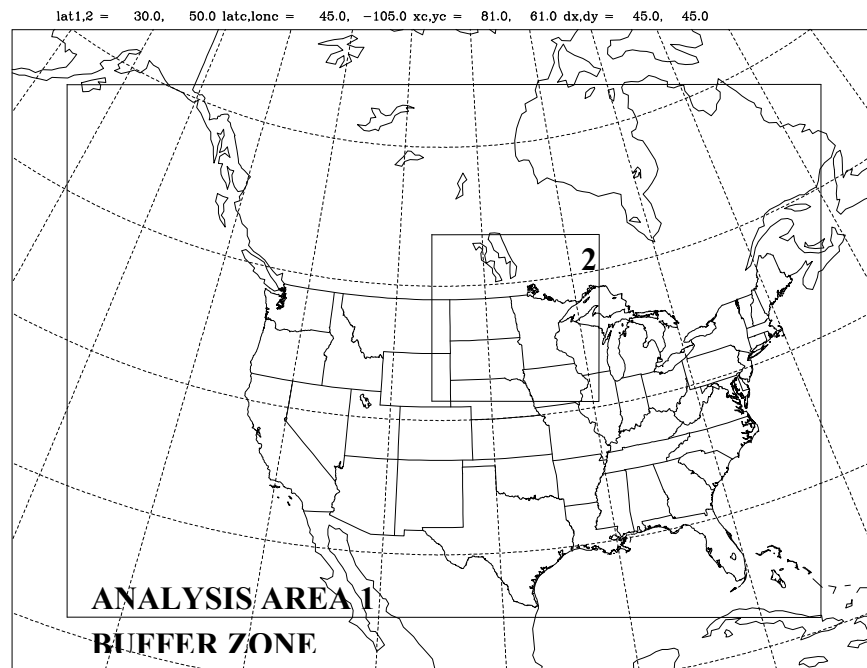 lat1,2 = 30.0, 50.0 latc,lonc = 45.0, -105.0 xc,yc = 81.0, 61.0 dx,dy = 45.0, 45.0
2
ANALYSIS AREA 1
BUFFER ZONE